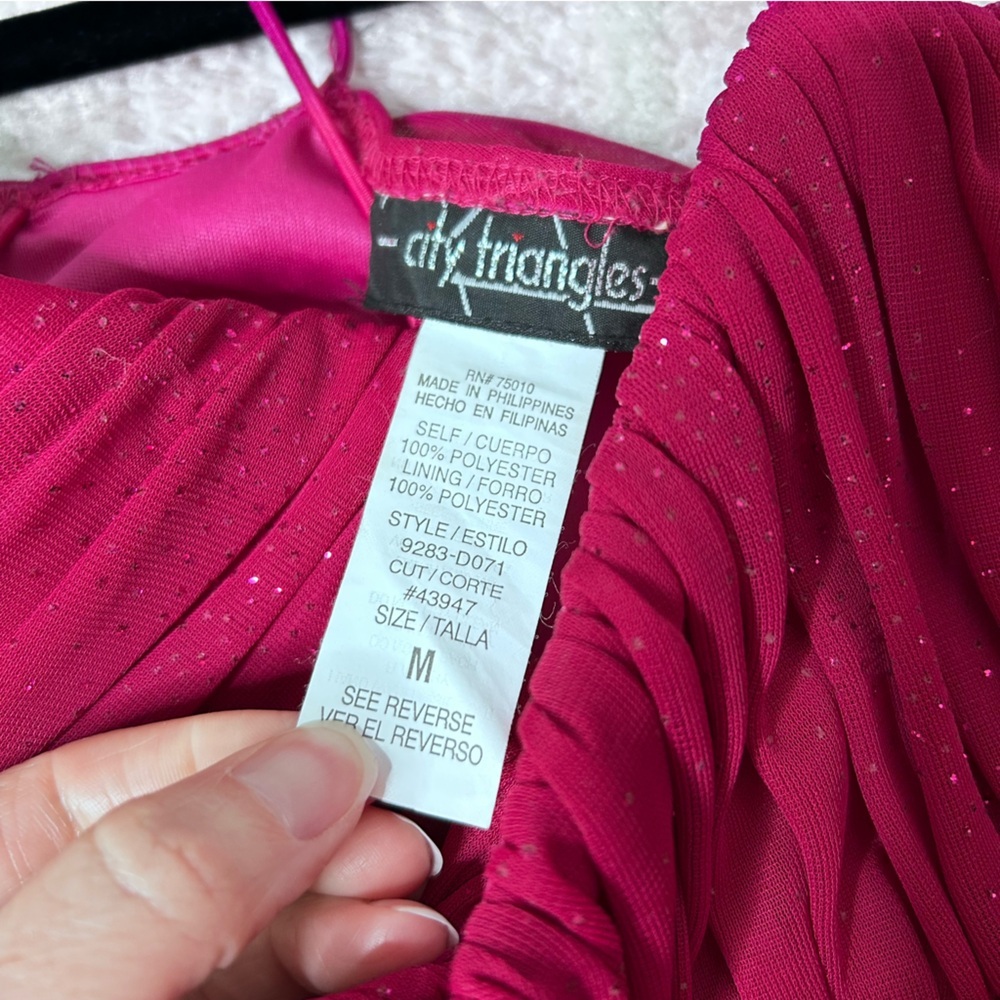 - city triangles -
RN# 75010
MADE IN PHILIPPINES
HECHO EN FILIPINAS
SELF / CUERPO
100% POLYESTER
LINING / FORRO
100% POLYESTER
STYLE / ESTILO
9283-D071
CUT / CORTE
#43947
SIZE / TALLA
M
SEE REVERSE
VER EL REVERSO